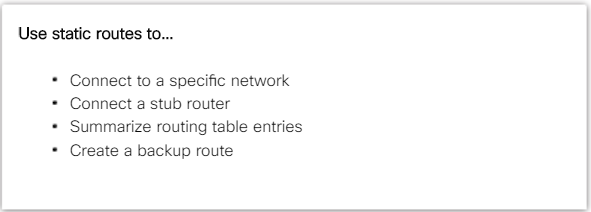 Use static routes to...
• Connect to a specific network
• Connect a stub router
• Summarize routing table entries
• Create a backup route